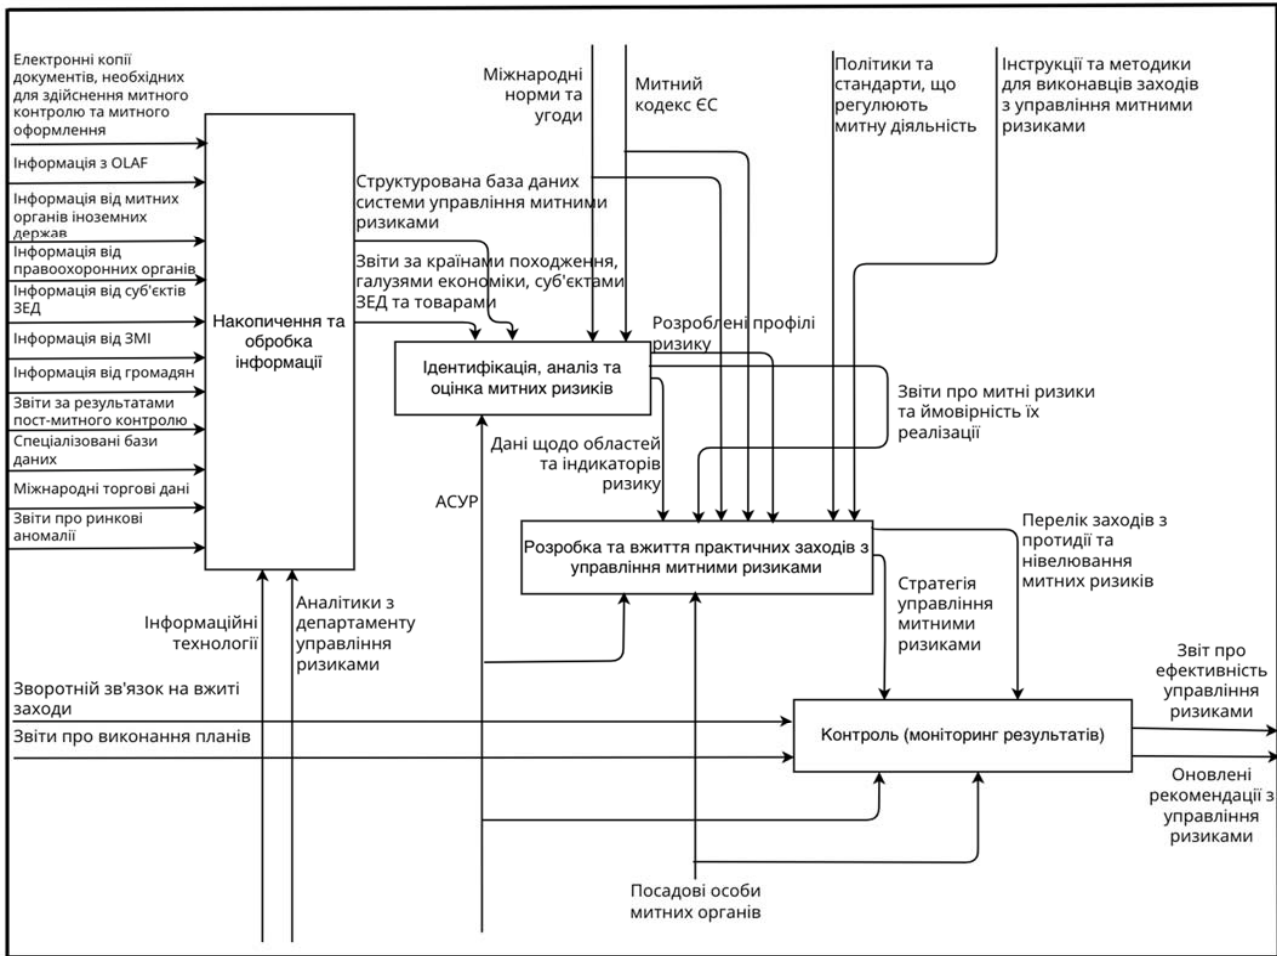 Електронні копії
документів, необхідних
для здійснення митного
контролю та митного
оформлення
Інформація з OLAF
Інформація від митних
органів іноземних
держав
Інформація від
правоохоронних органів
Інформація від суб'єктів
ЗЕД
Інформація від ЗМІ
Інформація від громадян
Звіти за результатами
пост-митного контролю
Спеціалізовані бази
даних
Міжнародні торгові дані
Звіти про ринкові
аномалії
Накопичення та
обробка
інформації
Інформаційні
технології
Аналітики з
департаменту
управління
ризиками
Структурована база даних
системи управління митними
ризиками
Звіти за країнами походження,
галузями економіки, суб'єктами
ЗЕД та товарами
Міжнародні
норми та
угоди
Митний
кодекс ЄС
Політики та
стандарти, що
регулюють
митну діяльність
Інструкції та методики
для виконавців заходів
з управління митними
ризиками
Ідентифікація, аналіз та
оцінка митних ризиків
Розроблені профілі
ризику
Звіти про митні ризики
та ймовірність їх
реалізації
Дані щодо областей
та індикаторів
ризику
АСУР
Розробка та вжиття практичних заходів з
управління митними ризиками
Перелік заходів з
протидії та
нівелювання
митних ризиків
Стратегія
управління
митними
ризиками
Зворотній зв'язок на вжиті
заходи
Звіти про виконання планів
Контроль (моніторинг результатів)
Звіт про
ефективність
управління
ризиками
Оновлені
рекомендації з
управління
ризиками
Посадові особи
митних органів